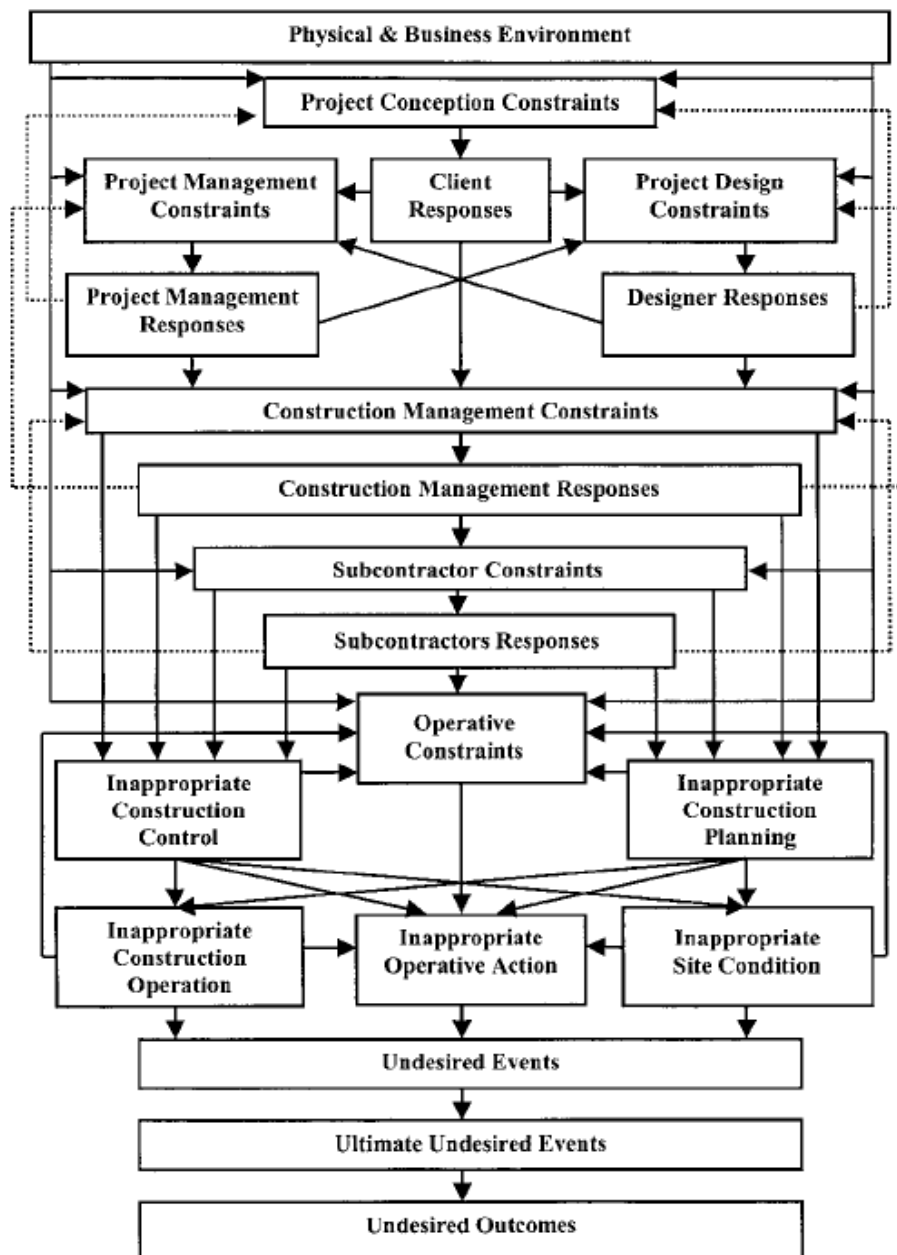 Physical & Business Environment
Project Conception Constraints
Project Management
Constraints
Client
Responses
Project Design
Constraints
Project Management
Responses
Designer Responses
Construction Management Constraints
Construction Management Responses
Subcontractor Constraints
Subcontractors Responses
Operative
Constraints
Inappropriate
Construction
Control
Inappropriate
Construction
Planning
Inappropriate
Construction
Operation
Inappropriate
Operative Action
Inappropriate
Site Condition
Undesired Events
Ultimate Undesired Events
Undesired Outcomes